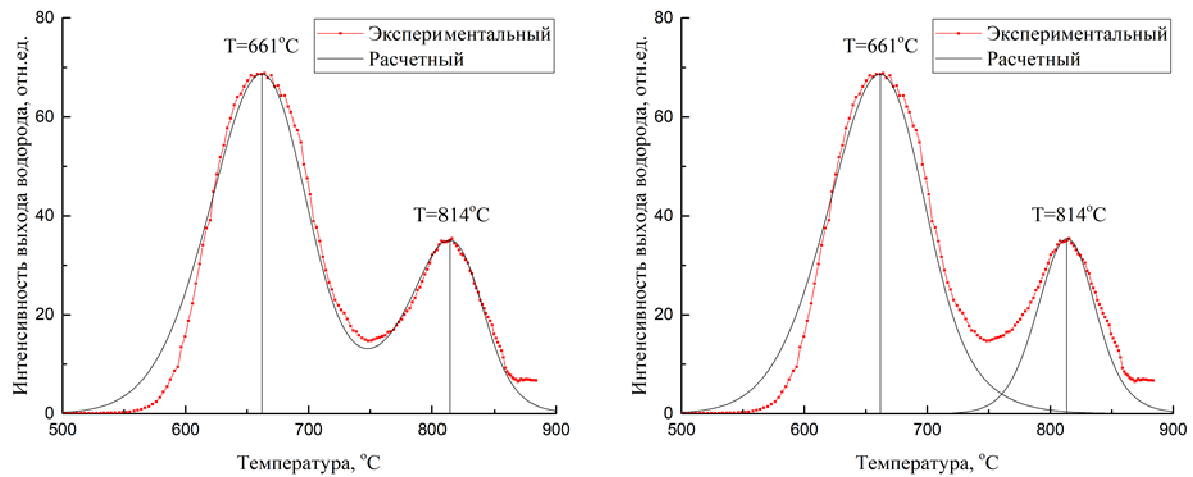 80
60
40
20
0
Интенсивность выхода водорода, отн.ед.
T=661°C
Экспериментальный
Расчетный
T=814°C
500 600 700 800 900
Температура, °C
80
60
40
20
0
Интенсивность выхода водорода, отн.ед.
T=661°C
Экспериментальный
Расчетный
T=814°C
500 600 700 800 900
Температура, °C